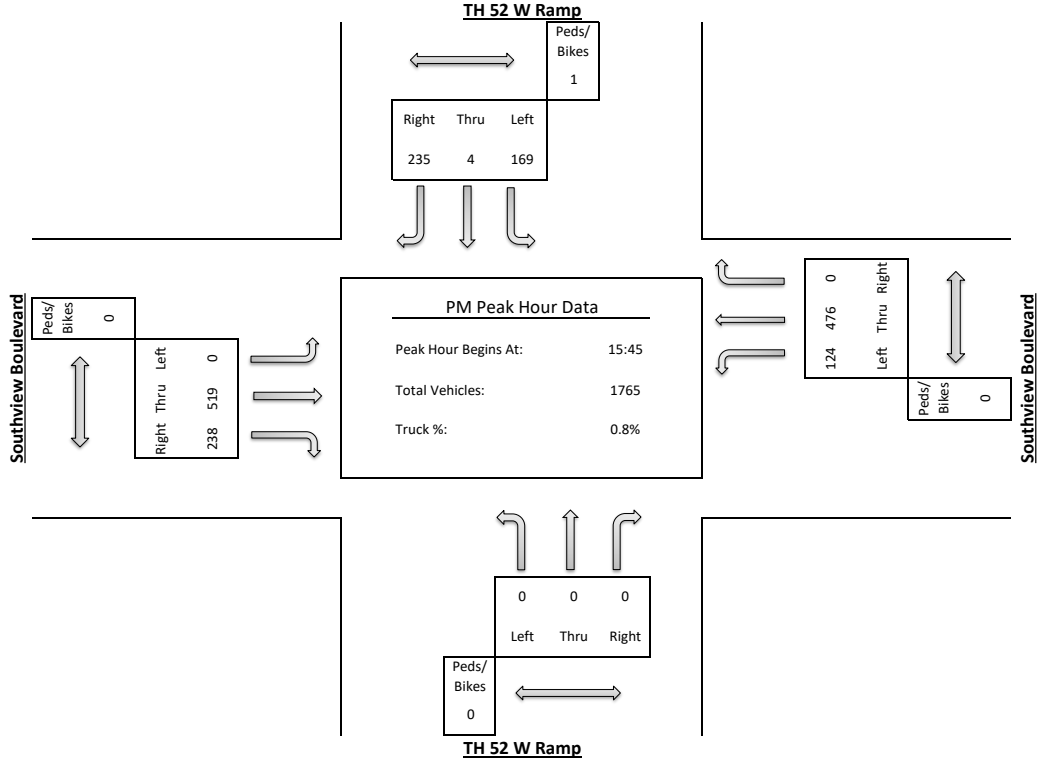 TH 52 W Ramp
Peds/
Bikes
1
Right Thru Left
235 4 169
Southview Boulevard
Peds/
Bikes
0
Right Thru Left
238 519 0
PM Peak Hour Data
Peak Hour Begins At: 15:45
Total Vehicles: 1765
Truck %: 0.8%
124 476 0
Left Thru Right
Peds/
Bikes
0
Southview Boulevard
0 0 0
Left Thru Right
Peds/
Bikes
0
TH 52 W Ramp